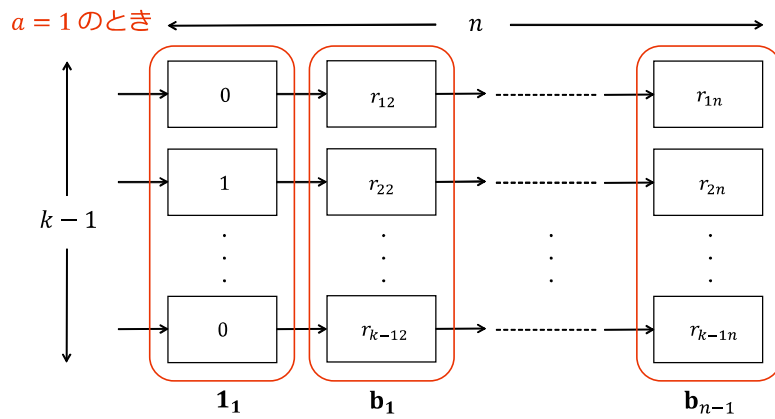 a = 1 のとき
n
0 r₁₂ r₁ₙ
1 r₂₂ r₂ₙ
k − 1
0 rₖ₋₁₂ rₖ₋₁ₙ
𝟏₁ 𝐛₁ 𝐛ₙ₋₁